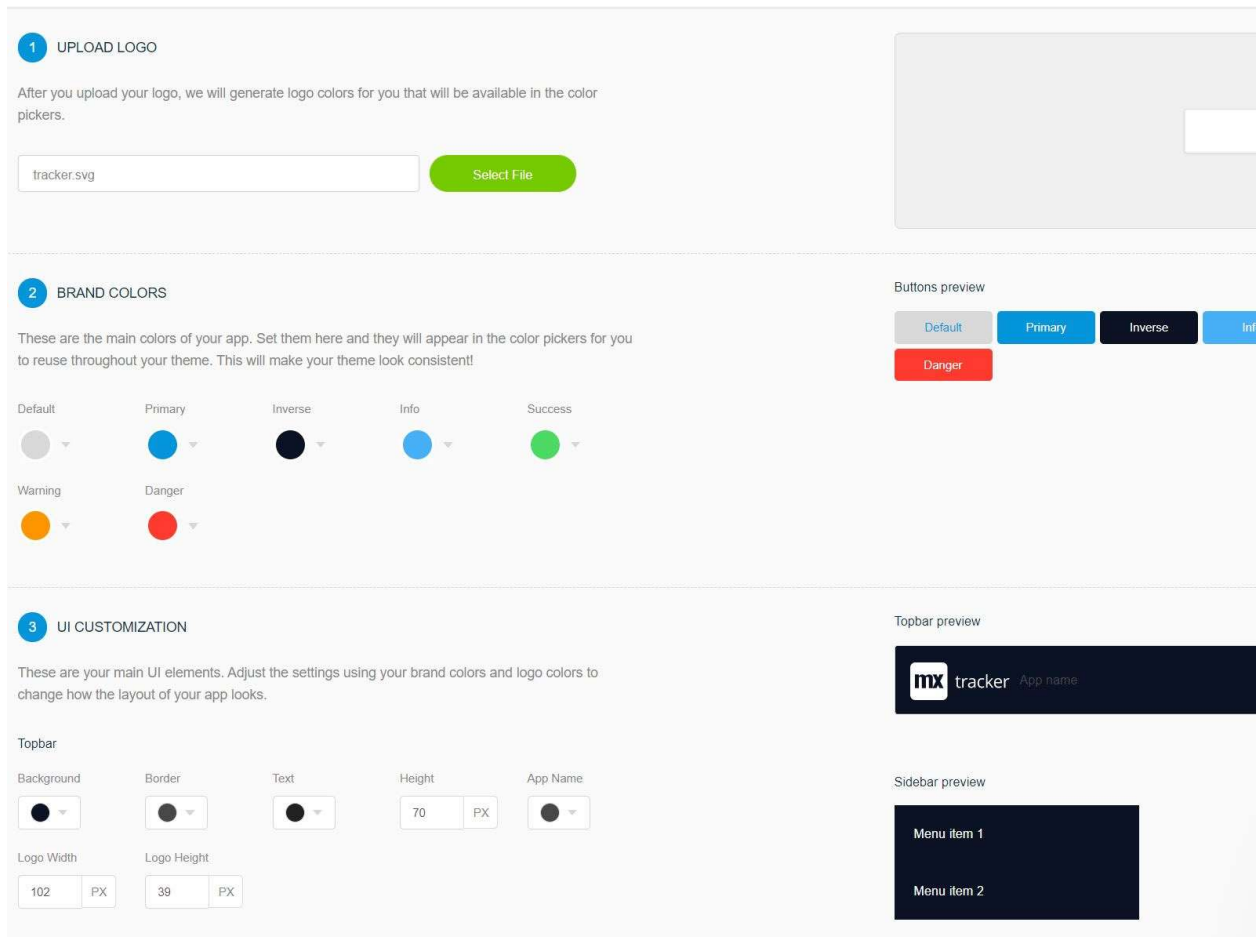 1 UPLOAD LOGO
After you upload your logo, we will generate logo colors for you that will be available in the color
pickers.
tracker.svg
Select File
2 BRAND COLORS
These are the main colors of your app. Set them here and they will appear in the color pickers for you
to reuse throughout your theme. This will make your theme look consistent!
Default Primary Inverse Info Success
Warning Danger
Buttons preview
Default Primary Inverse
Danger
3 UI CUSTOMIZATION
These are your main UI elements. Adjust the settings using your brand colors and logo colors to
change how the layout of your app looks.
Topbar
Background Border Text Height App Name
70 PX
Logo Width Logo Height
102 PX 39 PX
Topbar preview
mx tracker App name
Sidebar preview
Menu item 1
Menu item 2